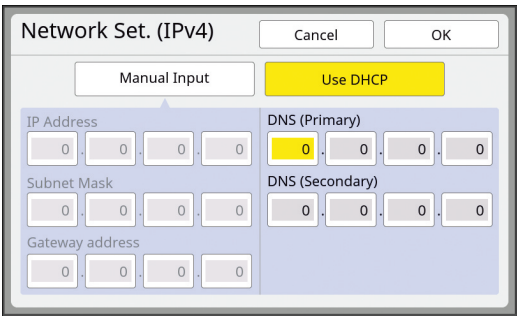 Network Set. (IPv4)
Cancel
OK
Manual Input
Use DHCP
IP Address
0 . 0 . 0 . 0
Subnet Mask
0 . 0 . 0 . 0
Gateway address
0 . 0 . 0 . 0
DNS (Primary)
0 . 0 . 0 . 0
DNS (Secondary)
0 . 0 . 0 . 0